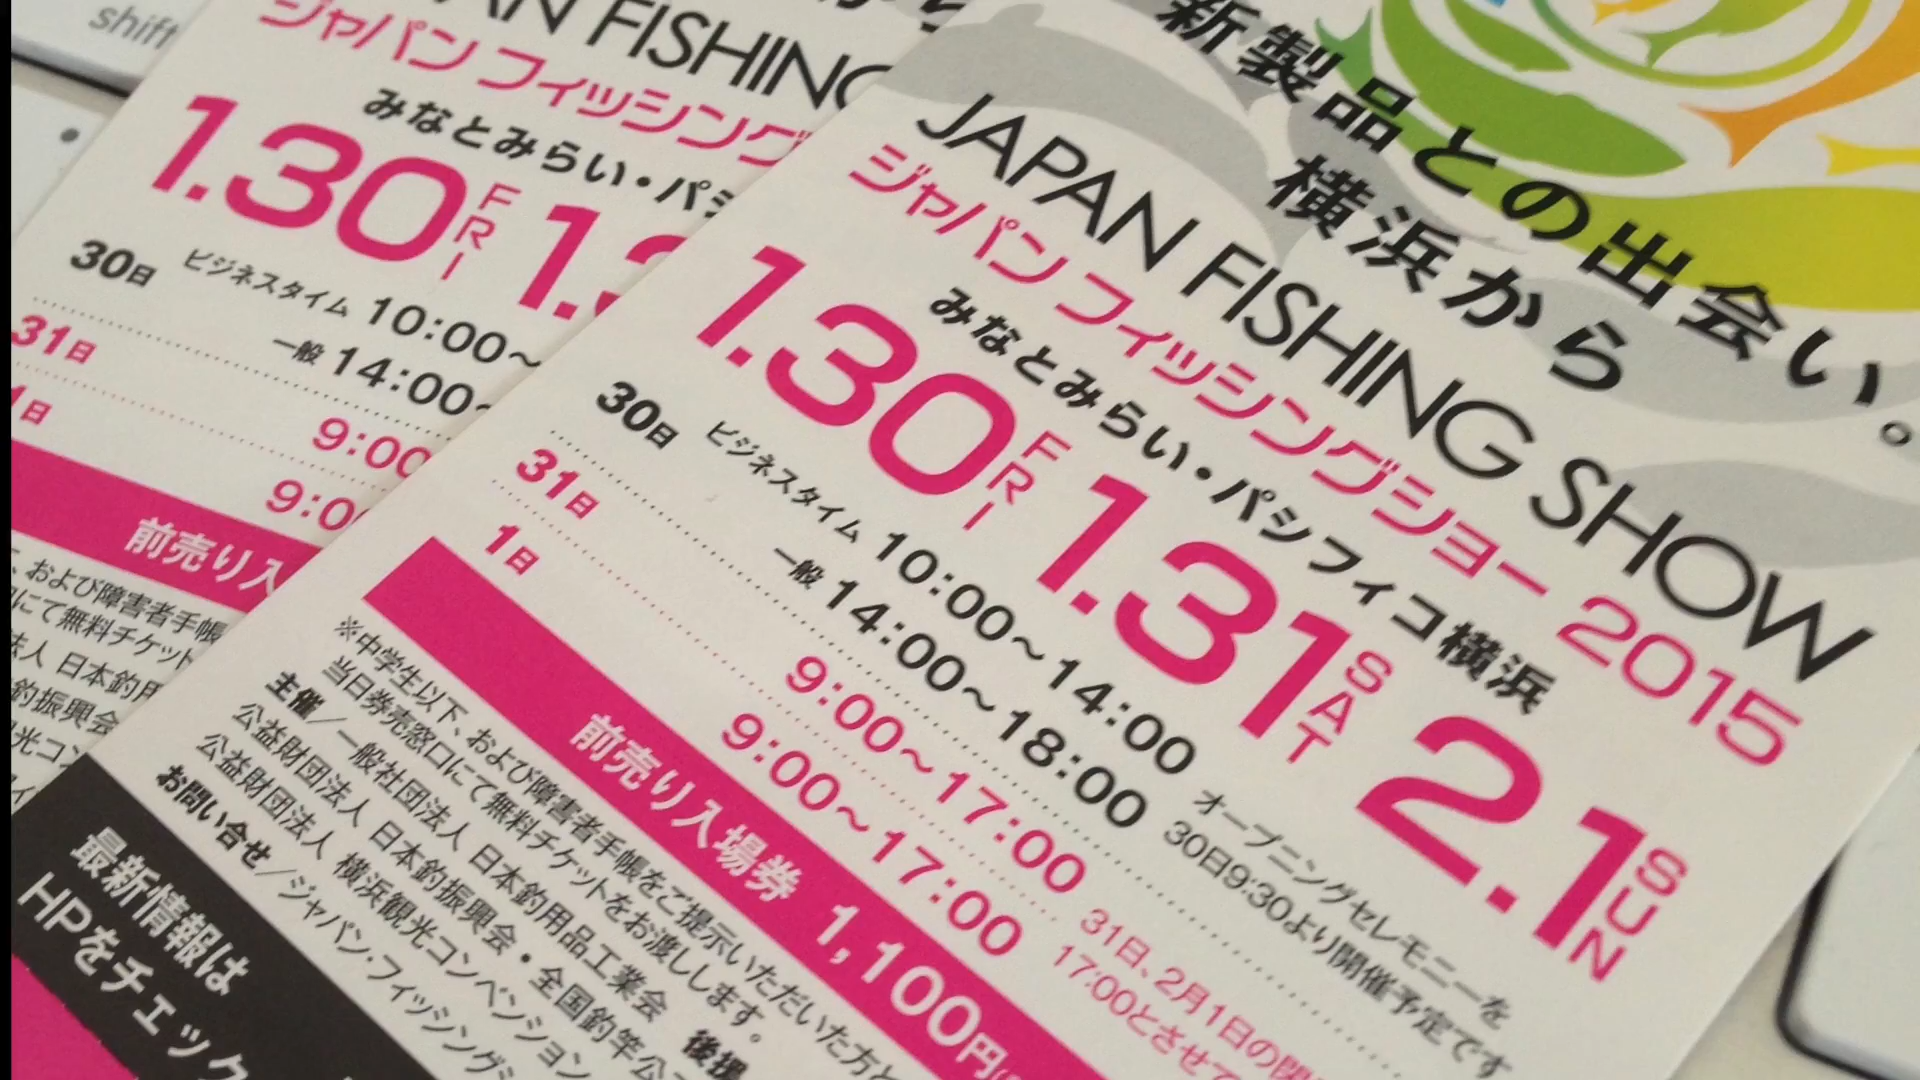 新製品との出会い。
横浜から
JAPAN FISHING SHOW
ジャパン フィッシングショー 2015
みなとみらい・パシフィコ横浜
1.30 FRI 1.31 SAT 2.1 SUN
30日 ビジネスタイム 10:00～14:00 オープニングセレモニーを
一般 14:00～18:00 30日9:30より開催予定です
31日 9:00～17:00 31日、2月1日の閉
1日 9:00～17:00 17:00とさせて
前売り入場券 1,100円
※中学生以下、および障害者手帳をご提示いただいた方と
当日券売窓口にて無料チケットをお渡しします。
主催／一般社団法人 日本釣用品工業会 後援
公益財団法人 日本釣振興会・全国釣竿公
公益財団法人 横浜観光コンベンション
お問い合せ／ジャパン・フィッシングシ
最新情報は
HPをチェック
shift
AN FISHING
ジャパン フィッシング
みなとみらい・パシ
1.30 FRI 1.3
30日 ビジネスタイム 10:00～
一般 14:00
31日 9:00
1日 9:00
前売り入
、および障害者手帳
にて無料チケット
法人 日本釣用
釣振興会
光コン